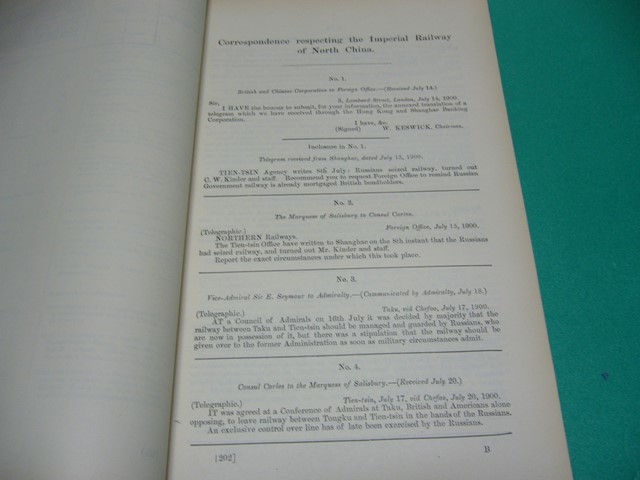 Correspondence respecting the Imperial Railway
of North China.
No. 1.
British and Chinese Corporation to Foreign Office.—(Received July 14.)
Sir, 3, Lombard Street, London, July 14, 1900.
I HAVE the honour to submit, for your information, the annexed translation of a
telegram which we have received through the Hong Kong and Shanghae Banking
Corporation.
I have, &c.
(Signed) W. KESWICK, Chairman.
Inclosure in No. 1.
Telegram received from Shanghae, dated July 13, 1900.
TIEN-TSIN Agency writes 8th July: Russians seized railway, turned out
C. W. Kinder and staff. Recommend you to request Foreign Office to remind Russian
Government railway is already mortgaged British bondholders.
No. 2.
The Marquess of Salisbury to Consul Carles.
(Telegraphic.) Foreign Office, July 15, 1900.
NORTHERN Railways.
The Tien-tsin Office have written to Shanghae on the 8th instant that the Russians
had seized railway, and turned out Mr. Kinder and staff.
Report the exact circumstances under which this took place.
No. 3.
Vice-Admiral Sir E. Seymour to Admiralty.—(Communicated by Admiralty, July 19.)
(Telegraphic.) Taku, viâ Chefoo, July 17, 1900.
AT a Council of Admirals on 16th July it was decided by majority that the
railway between Taku and Tien-tsin should be managed and guarded by Russians, who
are now in possession of it, but there was a stipulation that the railway should be
given over to the former Administration as soon as military circumstances admit.
No. 4.
Consul Carles to the Marquess of Salisbury.—(Received July 20.)
(Telegraphic.) Tien-tsin, July 17, viâ Chefoo, July 20, 1900.
IT was agreed at a Conference of Admirals at Taku, British and Americans alone
opposing, to leave railway between Tongku and Tien-tsin in the hands of the Russians.
An exclusive control over line has of late been exercised by the Russians.
[202] B